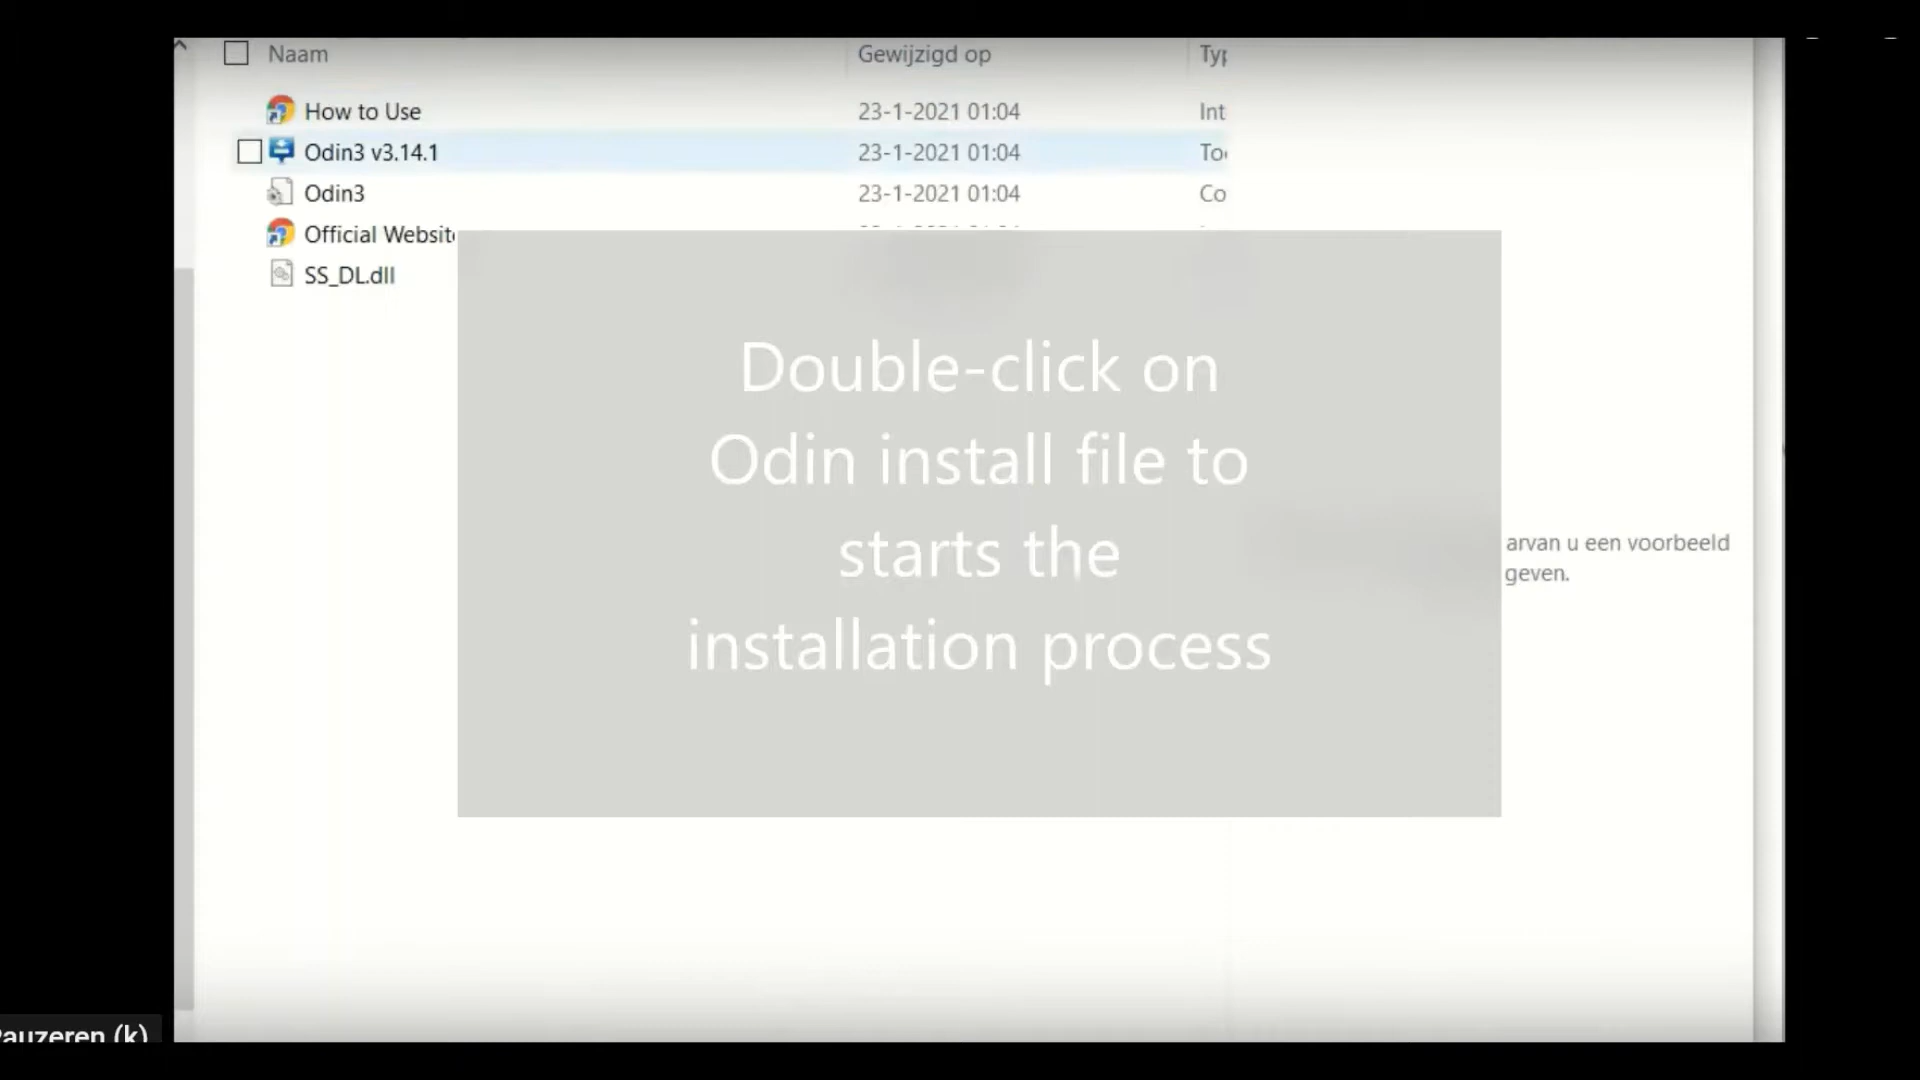 Naam Gewijzigd op
How to Use 23-1-2021 01:04 Int
Odin3 v3.14.1 23-1-2021 01:04
Odin3 23-1-2021 01:04 Co
Official
SS_DL.dll
Double-click on
Odin install file to
starts the
installation process
arvan u een voorbeeld
geven.
auzeren (k)